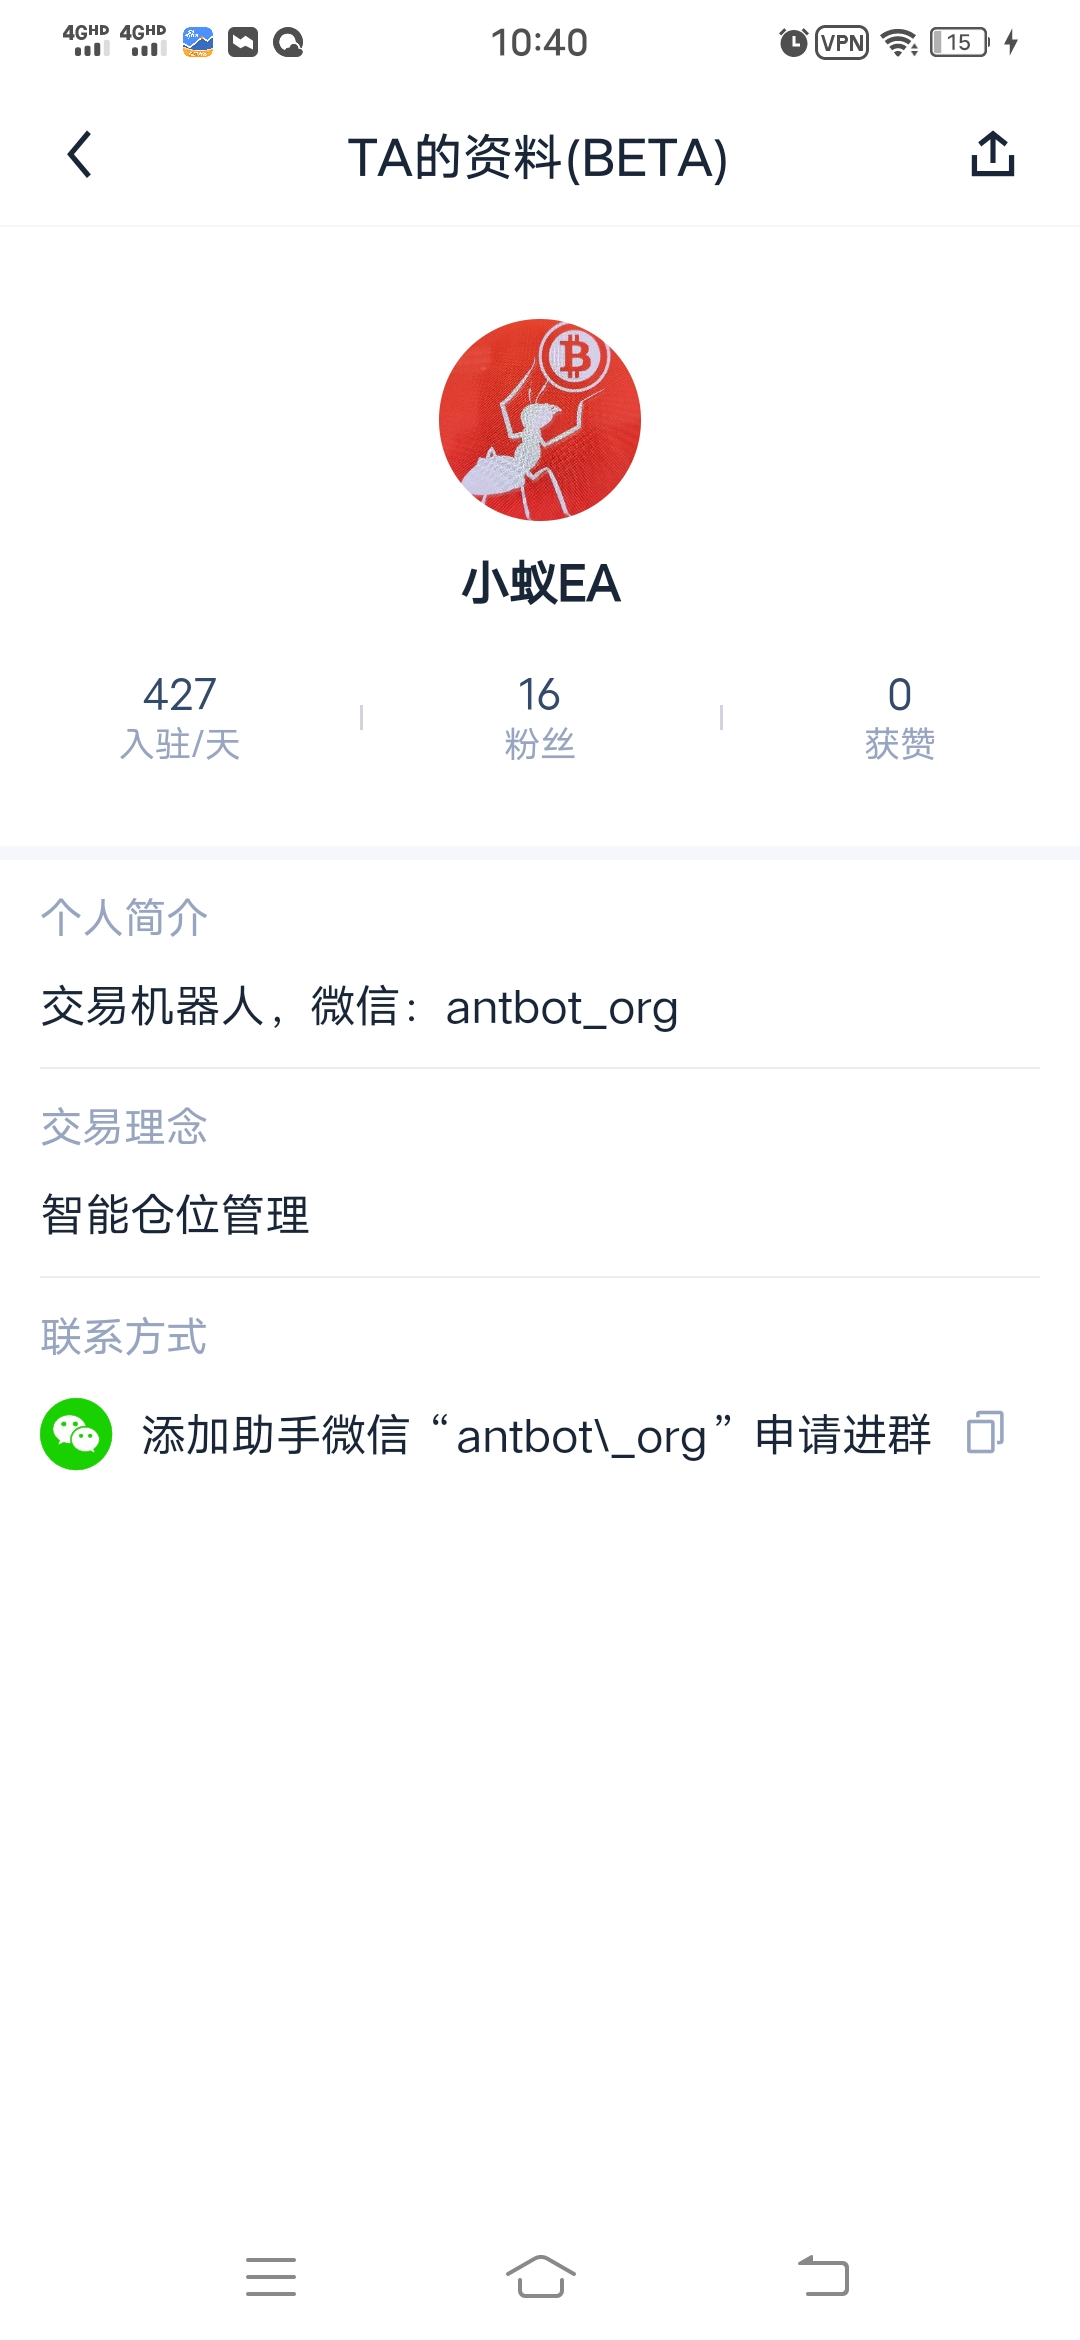 4GHD 4GHD 10:40 VPN 15
TA的资料(BETA)
小蚁EA
427 16 0
入驻/天 粉丝 获赞
个人简介
交易机器人，微信：antbot_org
交易理念
智能仓位管理
联系方式
添加助手微信“antbot\_org”申请进群